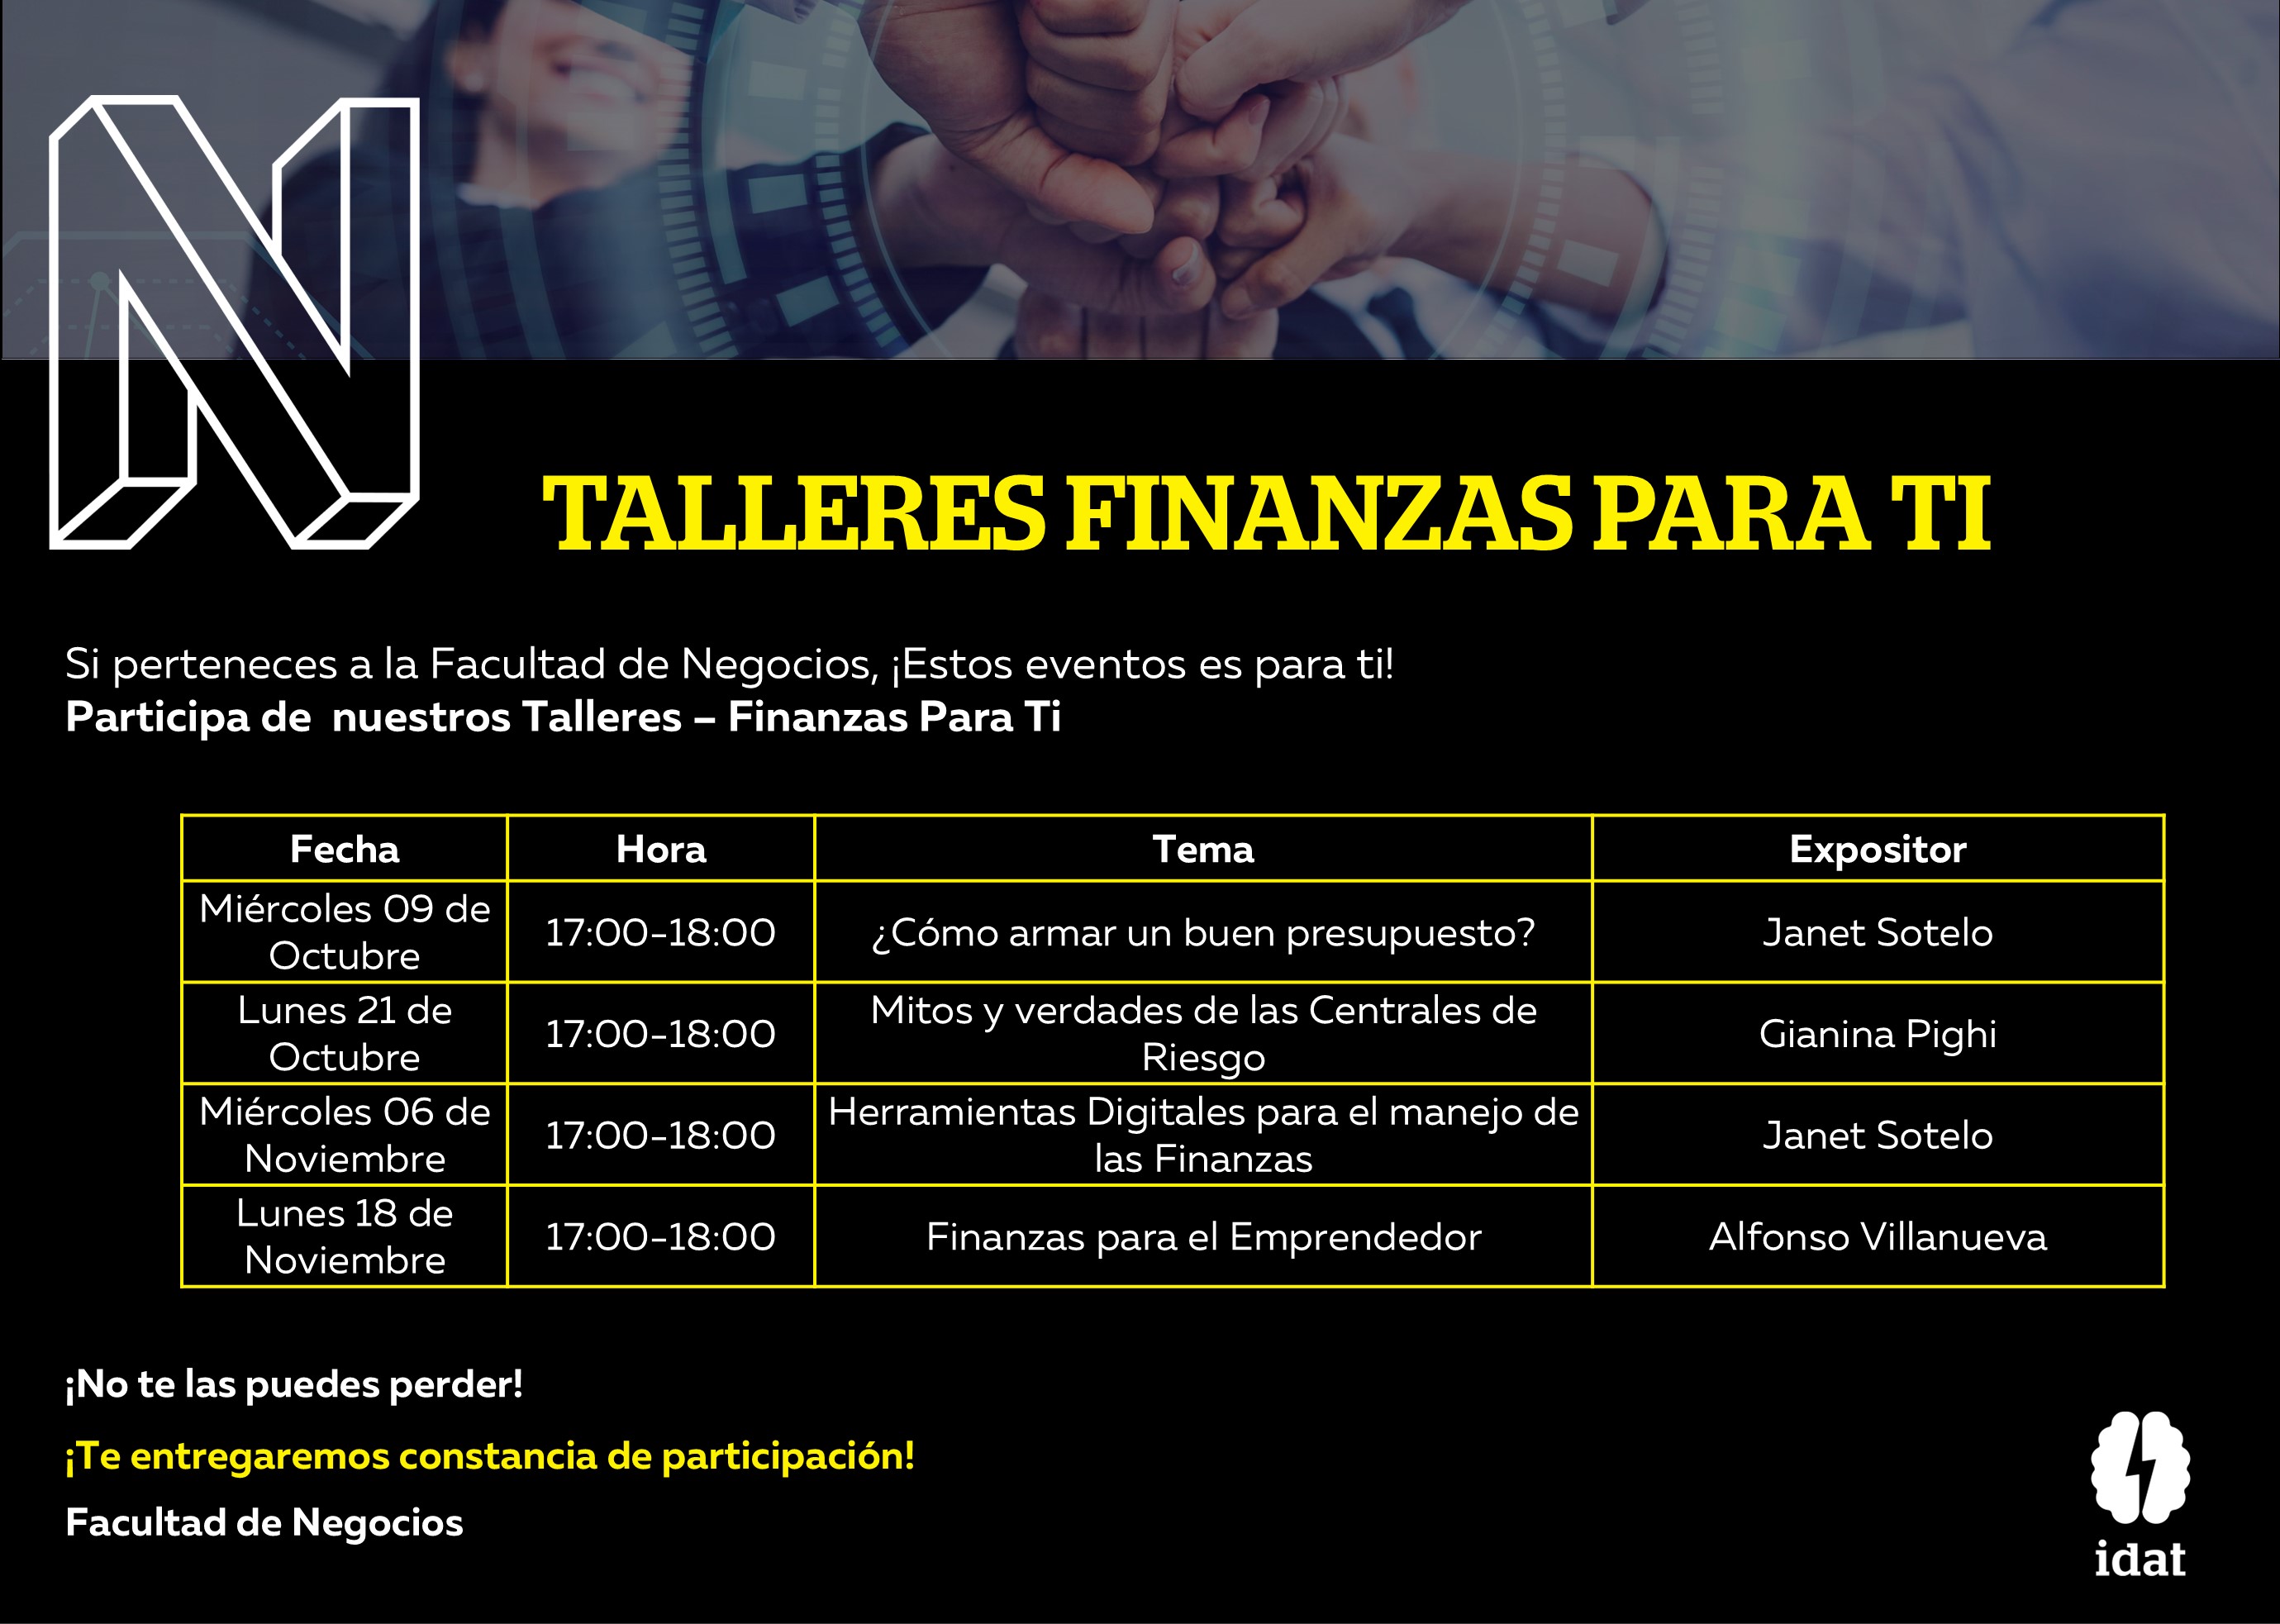 N
TALLERES FINANZAS PARA TI
Si perteneces a la Facultad de Negocios, ¡Estos eventos es para ti!
Participa de nuestros Talleres – Finanzas Para Ti
Fecha Hora Tema Expositor
Miércoles 09 de
Octubre
17:00-18:00
¿Cómo armar un buen presupuesto?
Janet Sotelo
Lunes 21 de
Octubre
17:00-18:00
Mitos y verdades de las Centrales de
Riesgo
Gianina Pighi
Miércoles 06 de
Noviembre
17:00-18:00
Herramientas Digitales para el manejo de
las Finanzas
Janet Sotelo
Lunes 18 de
Noviembre
17:00-18:00
Finanzas para el Emprendedor
Alfonso Villanueva
¡No te las puedes perder!
¡Te entregaremos constancia de participación!
Facultad de Negocios
idat